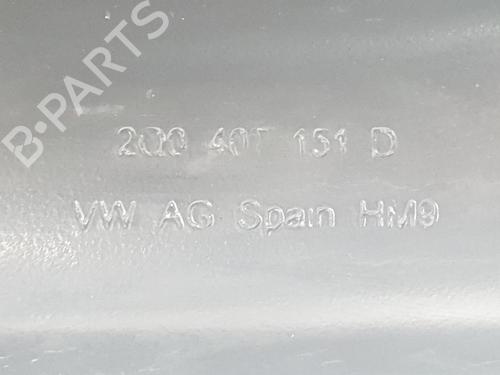 B-PARTS
2Q0 407 151 D
VW AG Spain HM9